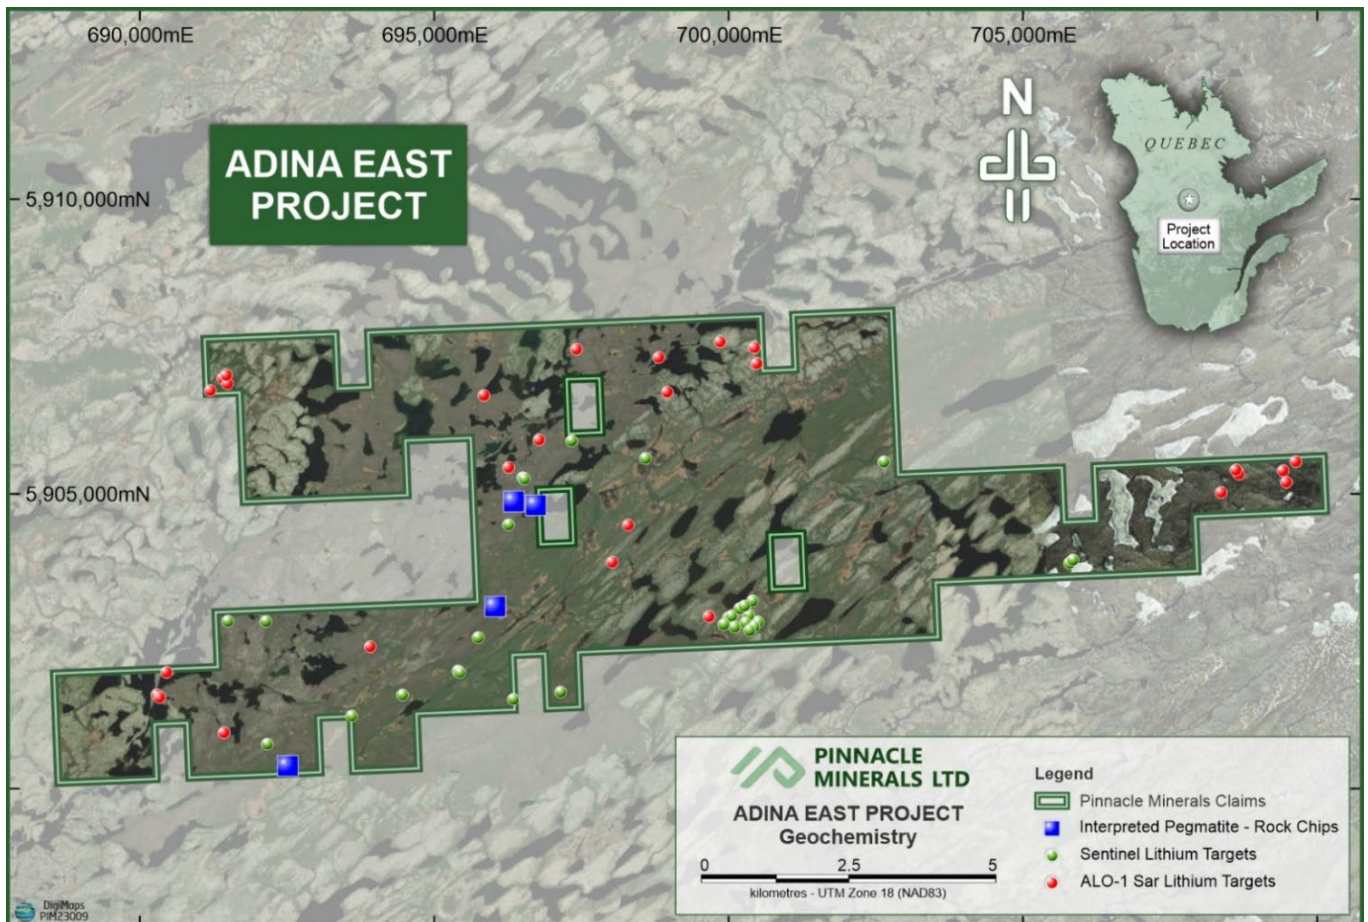 690,000mE 695,000mE 700,000mE 705,000mE
N
QUEBEC
ADINA EAST
PROJECT
5,910,000mN
Project
Location
5,905,000mN
PINNACLE
MINERALS LTD
ADINA EAST PROJECT
Geochemistry
0 2.5 5
kilometres - UTM Zone 18 (NAD83)
Legend
Pinnacle Minerals Claims
Interpreted Pegmatite - Rock Chips
Sentinel Lithium Targets
ALO-1 Sar Lithium Targets
DigiMaps
PIM23009